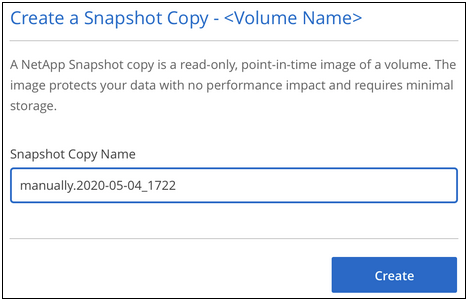 Create a Snapshot Copy - <Volume Name>
A NetApp Snapshot copy is a read-only, point-in-time image of a volume. The
image protects your data with no performance impact and requires minimal
storage.
Snapshot Copy Name
manually.2020-05-04_1722
Create